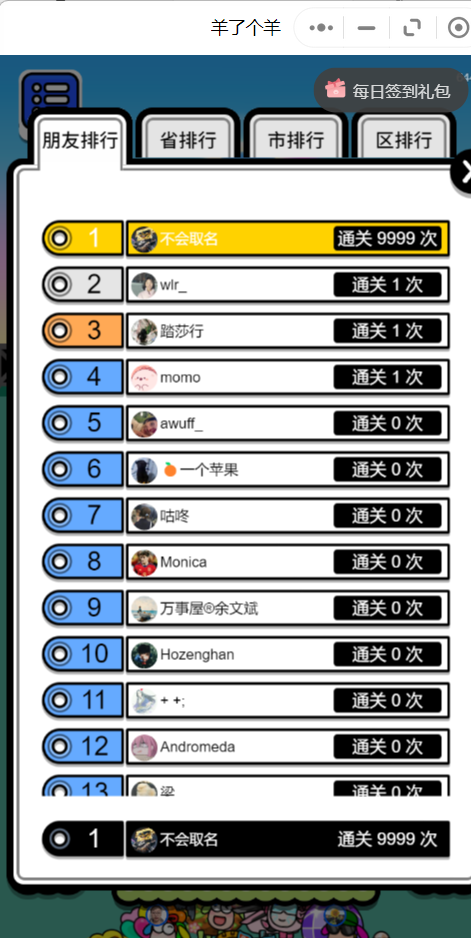 羊了个羊
每日签到礼包
朋友排行 省排行 市排行 区排行
1 不会取名 通关 9999 次
2 wlr_ 通关 1 次
3 踏莎行 通关 1 次
4 momo 通关 1 次
5 awuff_ 通关 0 次
6 🍊一个苹果 通关 0 次
7 咕咚 通关 0 次
8 Monica 通关 0 次
9 万事屋®余文斌 通关 0 次
10 Hozenghan 通关 0 次
11 + +; 通关 0 次
12 Andromeda 通关 0 次
13 梁 通关 0 次
1 不会取名 通关 9999 次